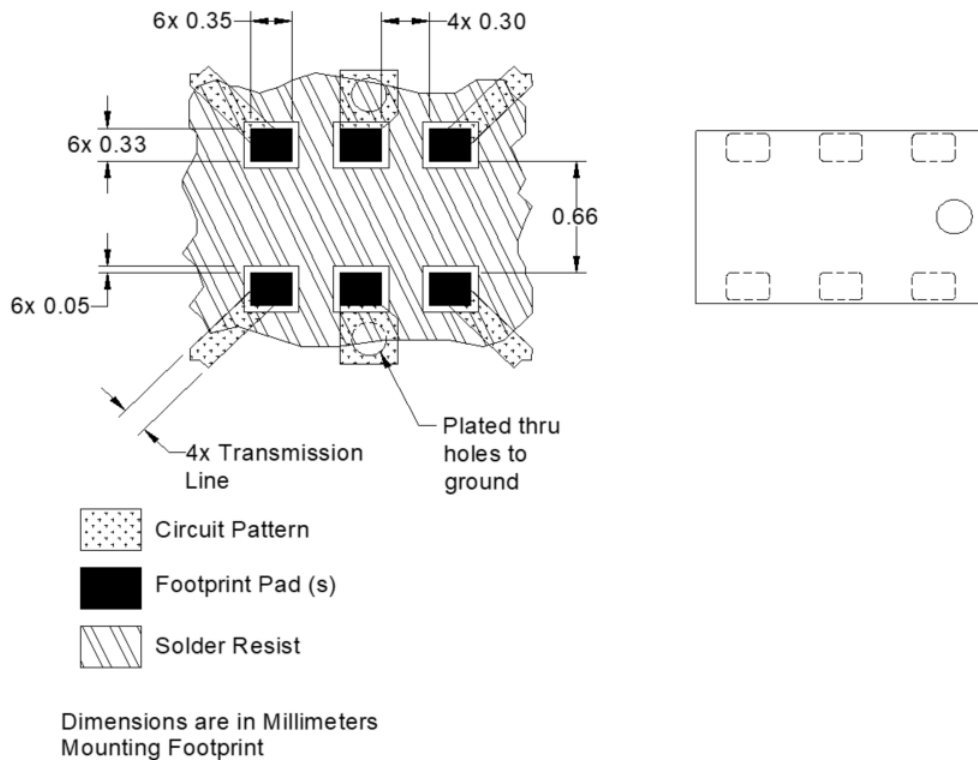 6x 0.35
4x 0.30
6x 0.33
0.66
6x 0.05
Plated thru
holes to
ground
4x Transmission
Line
Circuit Pattern
Footprint Pad (s)
Solder Resist
Dimensions are in Millimeters
Mounting Footprint